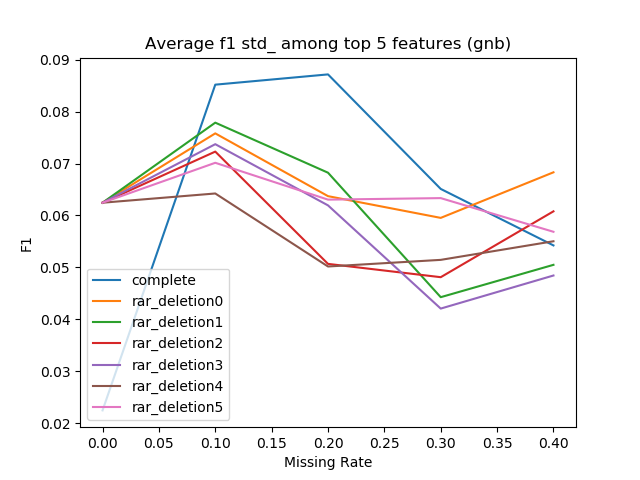 Average f1 std_ among top 5 features (gnb)
F1
0.09
0.08
0.07
0.06
0.05
0.04
0.03
0.02
complete
rar_deletion0
rar_deletion1
rar_deletion2
rar_deletion3
rar_deletion4
rar_deletion5
0.00 0.05 0.10 0.15 0.20 0.25 0.30 0.35 0.40
Missing Rate